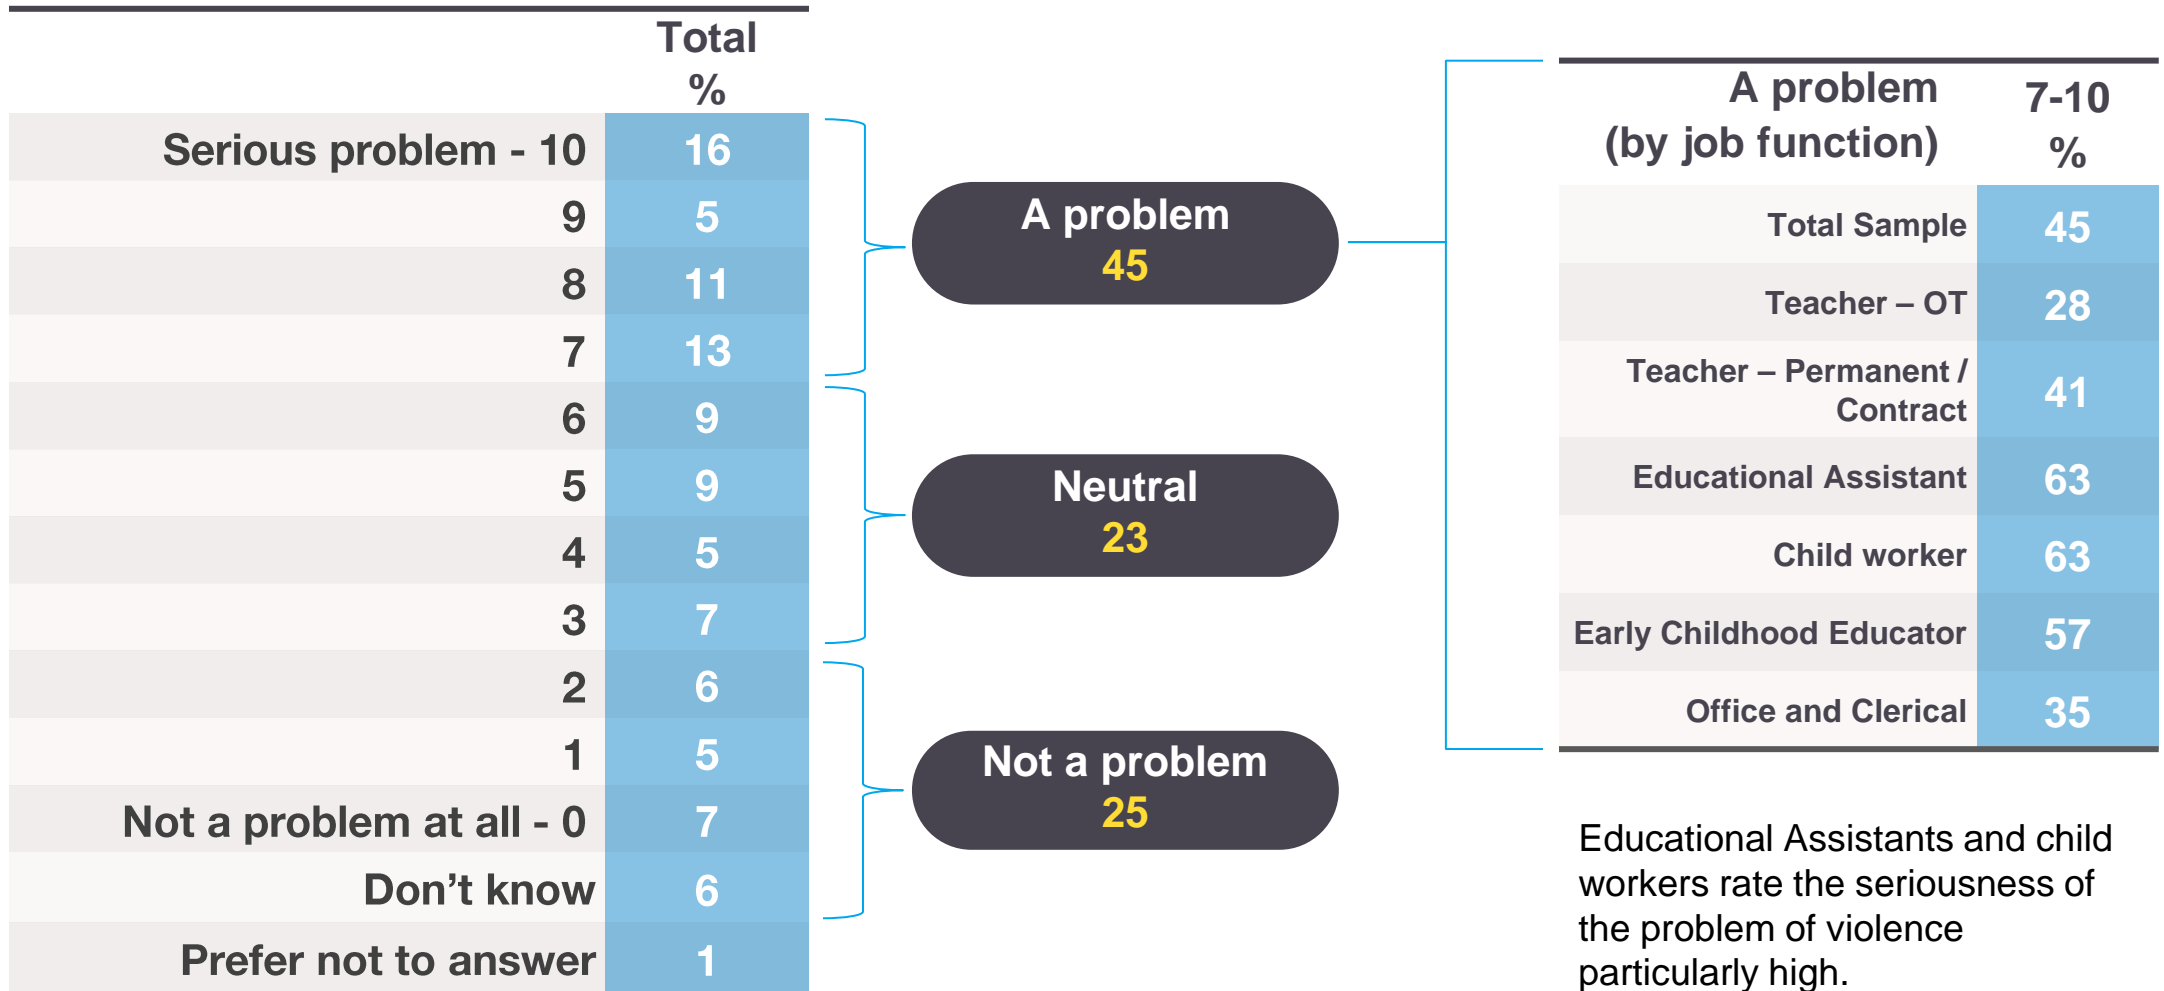 Total
%
Serious problem - 10 16
9 5
8 11
7 13
6 9
5 9
4 5
3 7
2 6
1 5
Not a problem at all - 0 7
Don’t know 6
Prefer not to answer 1
A problem
45
Neutral
23
Not a problem
25
A problem
(by job function)
7-10
%
Total Sample 45
Teacher – OT 28
Teacher – Permanent /
Contract 41
Educational Assistant 63
Child worker 63
Early Childhood Educator 57
Office and Clerical 35
Educational Assistants and child
workers rate the seriousness of
the problem of violence
particularly high.